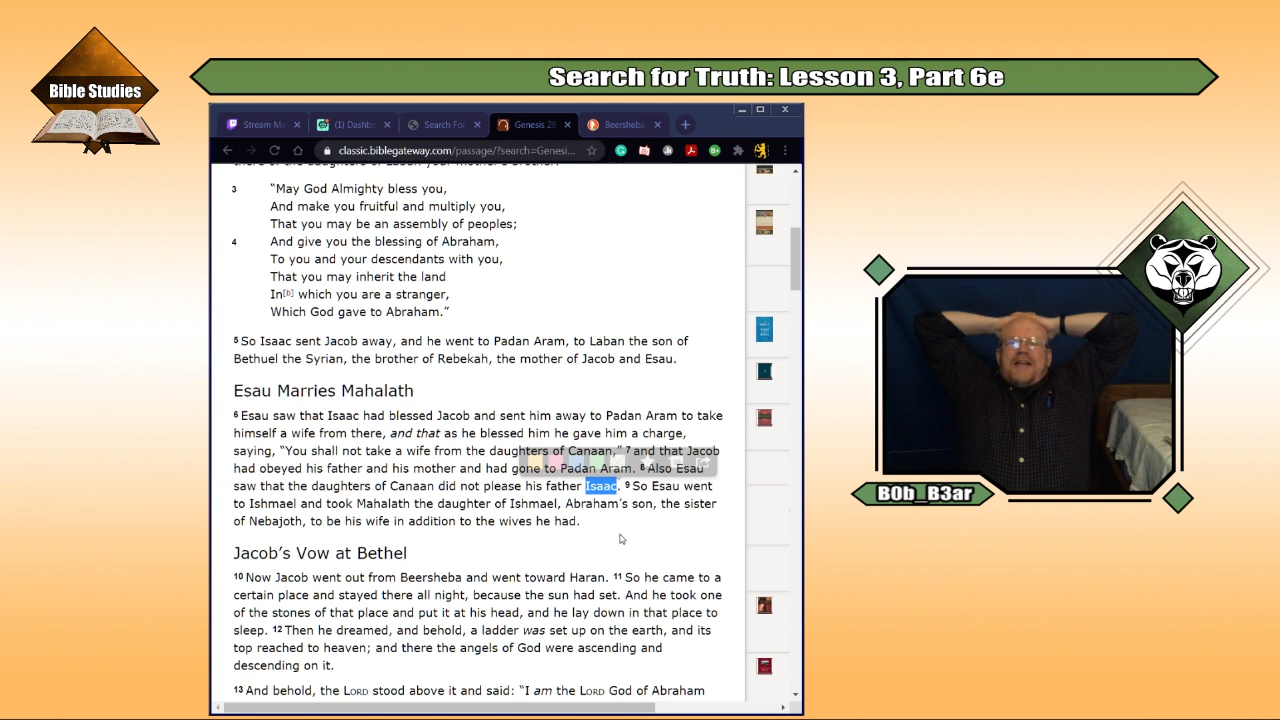 Bible Studies
Search for Truth: Lesson 3, Part 6e
Stream Ma
(1) Dashbo
Search For
Genesis 28
Beersheba
classic.biblegateway.com/passage/?search=Genesi...
3 “May God Almighty bless you,
And make you fruitful and multiply you,
That you may be an assembly of peoples;
4 And give you the blessing of Abraham,
To you and your descendants with you,
That you may inherit the land
In[b] which you are a stranger,
Which God gave to Abraham.”
5 So Isaac sent Jacob away, and he went to Padan Aram, to Laban the son of
Bethuel the Syrian, the brother of Rebekah, the mother of Jacob and Esau.
Esau Marries Mahalath
6 Esau saw that Isaac had blessed Jacob and sent him away to Padan Aram to take
himself a wife from there, and that as he blessed him he gave him a charge,
saying, “You shall not take a wife from the daughters of Canaan,” 7 and that Jacob
had obeyed his father and his mother and had gone to Padan Aram. 8 Also Esau
saw that the daughters of Canaan did not please his father Isaac. 9 So Esau went
to Ishmael and took Mahalath the daughter of Ishmael, Abraham’s son, the sister
of Nebajoth, to be his wife in addition to the wives he had.
Jacob’s Vow at Bethel
10 Now Jacob went out from Beersheba and went toward Haran. 11 So he came to a
certain place and stayed there all night, because the sun had set. And he took one
of the stones of that place and put it at his head, and he lay down in that place to
sleep. 12 Then he dreamed, and behold, a ladder was set up on the earth, and its
top reached to heaven; and there the angels of God were ascending and
descending on it.
13 And behold, the LORD stood above it and said: “I am the LORD God of Abraham
B0b_B3ar